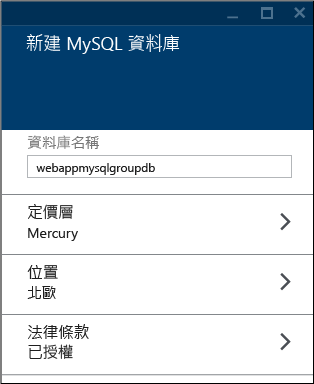 新建 MySQL 資料庫
資料庫名稱
webappmysqlgroupdb
定價層
Mercury
位置
北歐
法律條款
已授權